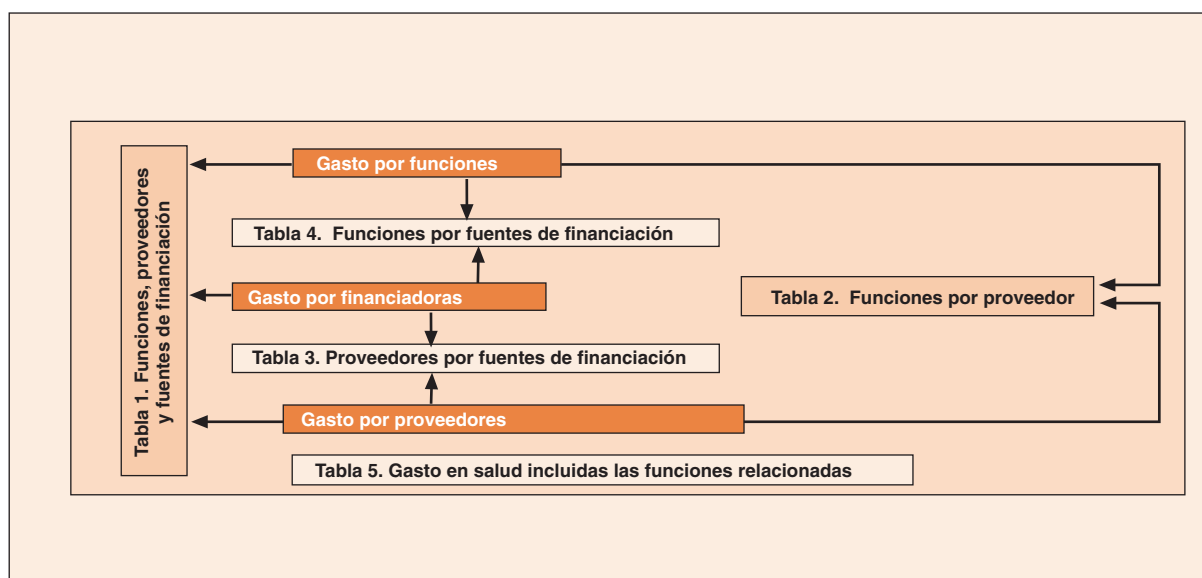 Tabla 1. Funciones, proveedores
y fuentes de financiación
Gasto por funciones
Tabla 4. Funciones por fuentes de financiación
Gasto por financiadoras
Tabla 2. Funciones por proveedor
Tabla 3. Proveedores por fuentes de financiación
Gasto por proveedores
Tabla 5. Gasto en salud incluidas las funciones relacionadas